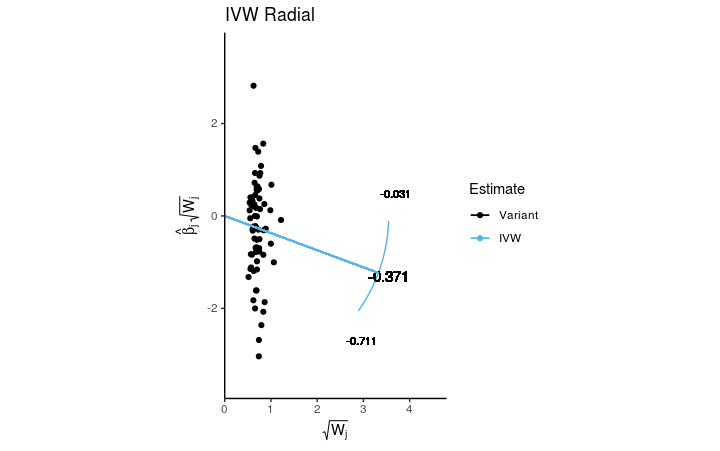 IVW Radial
β̂ⱼ√Wⱼ
2
0
-2
-0.031
-0.371
-0.711
0 1 2 3 4
√Wⱼ
Estimate
Variant
IVW